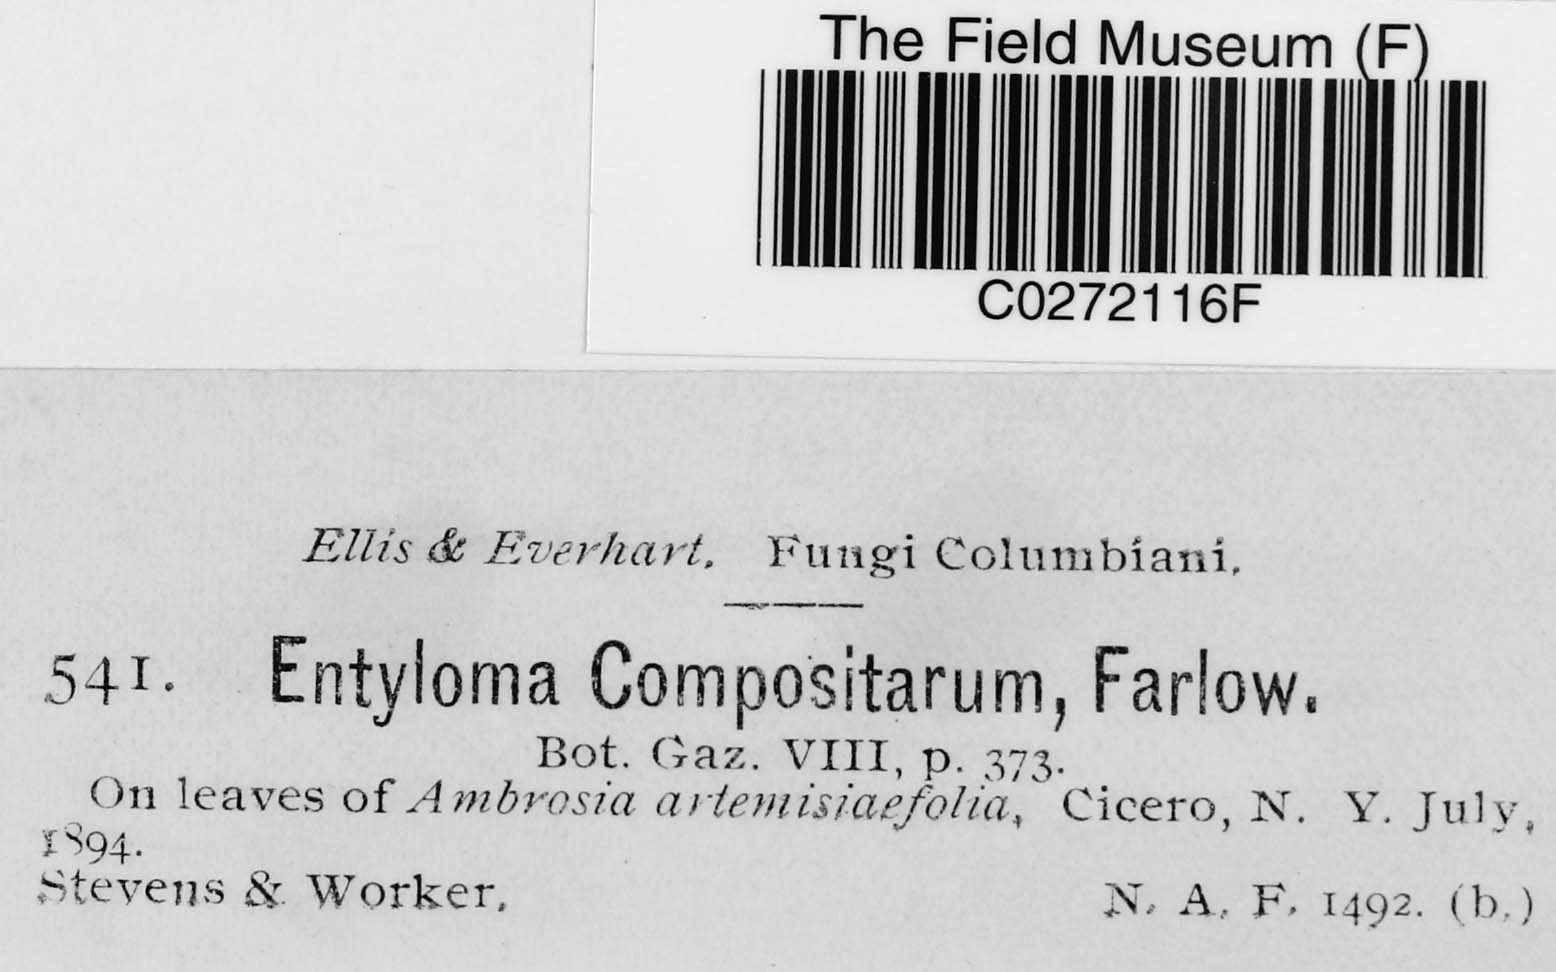 The Field Museum (F)
C0272116F
Ellis & Everhart. Fungi Columbiani.
541. Entyloma Compositarum, Farlow.
Bot. Gaz. VIII, p. 373.
On leaves of Ambrosia artemisiaefolia, Cicero, N. Y. July,
1894.
Stevens & Worker. N. A. F. 1492. (b.)